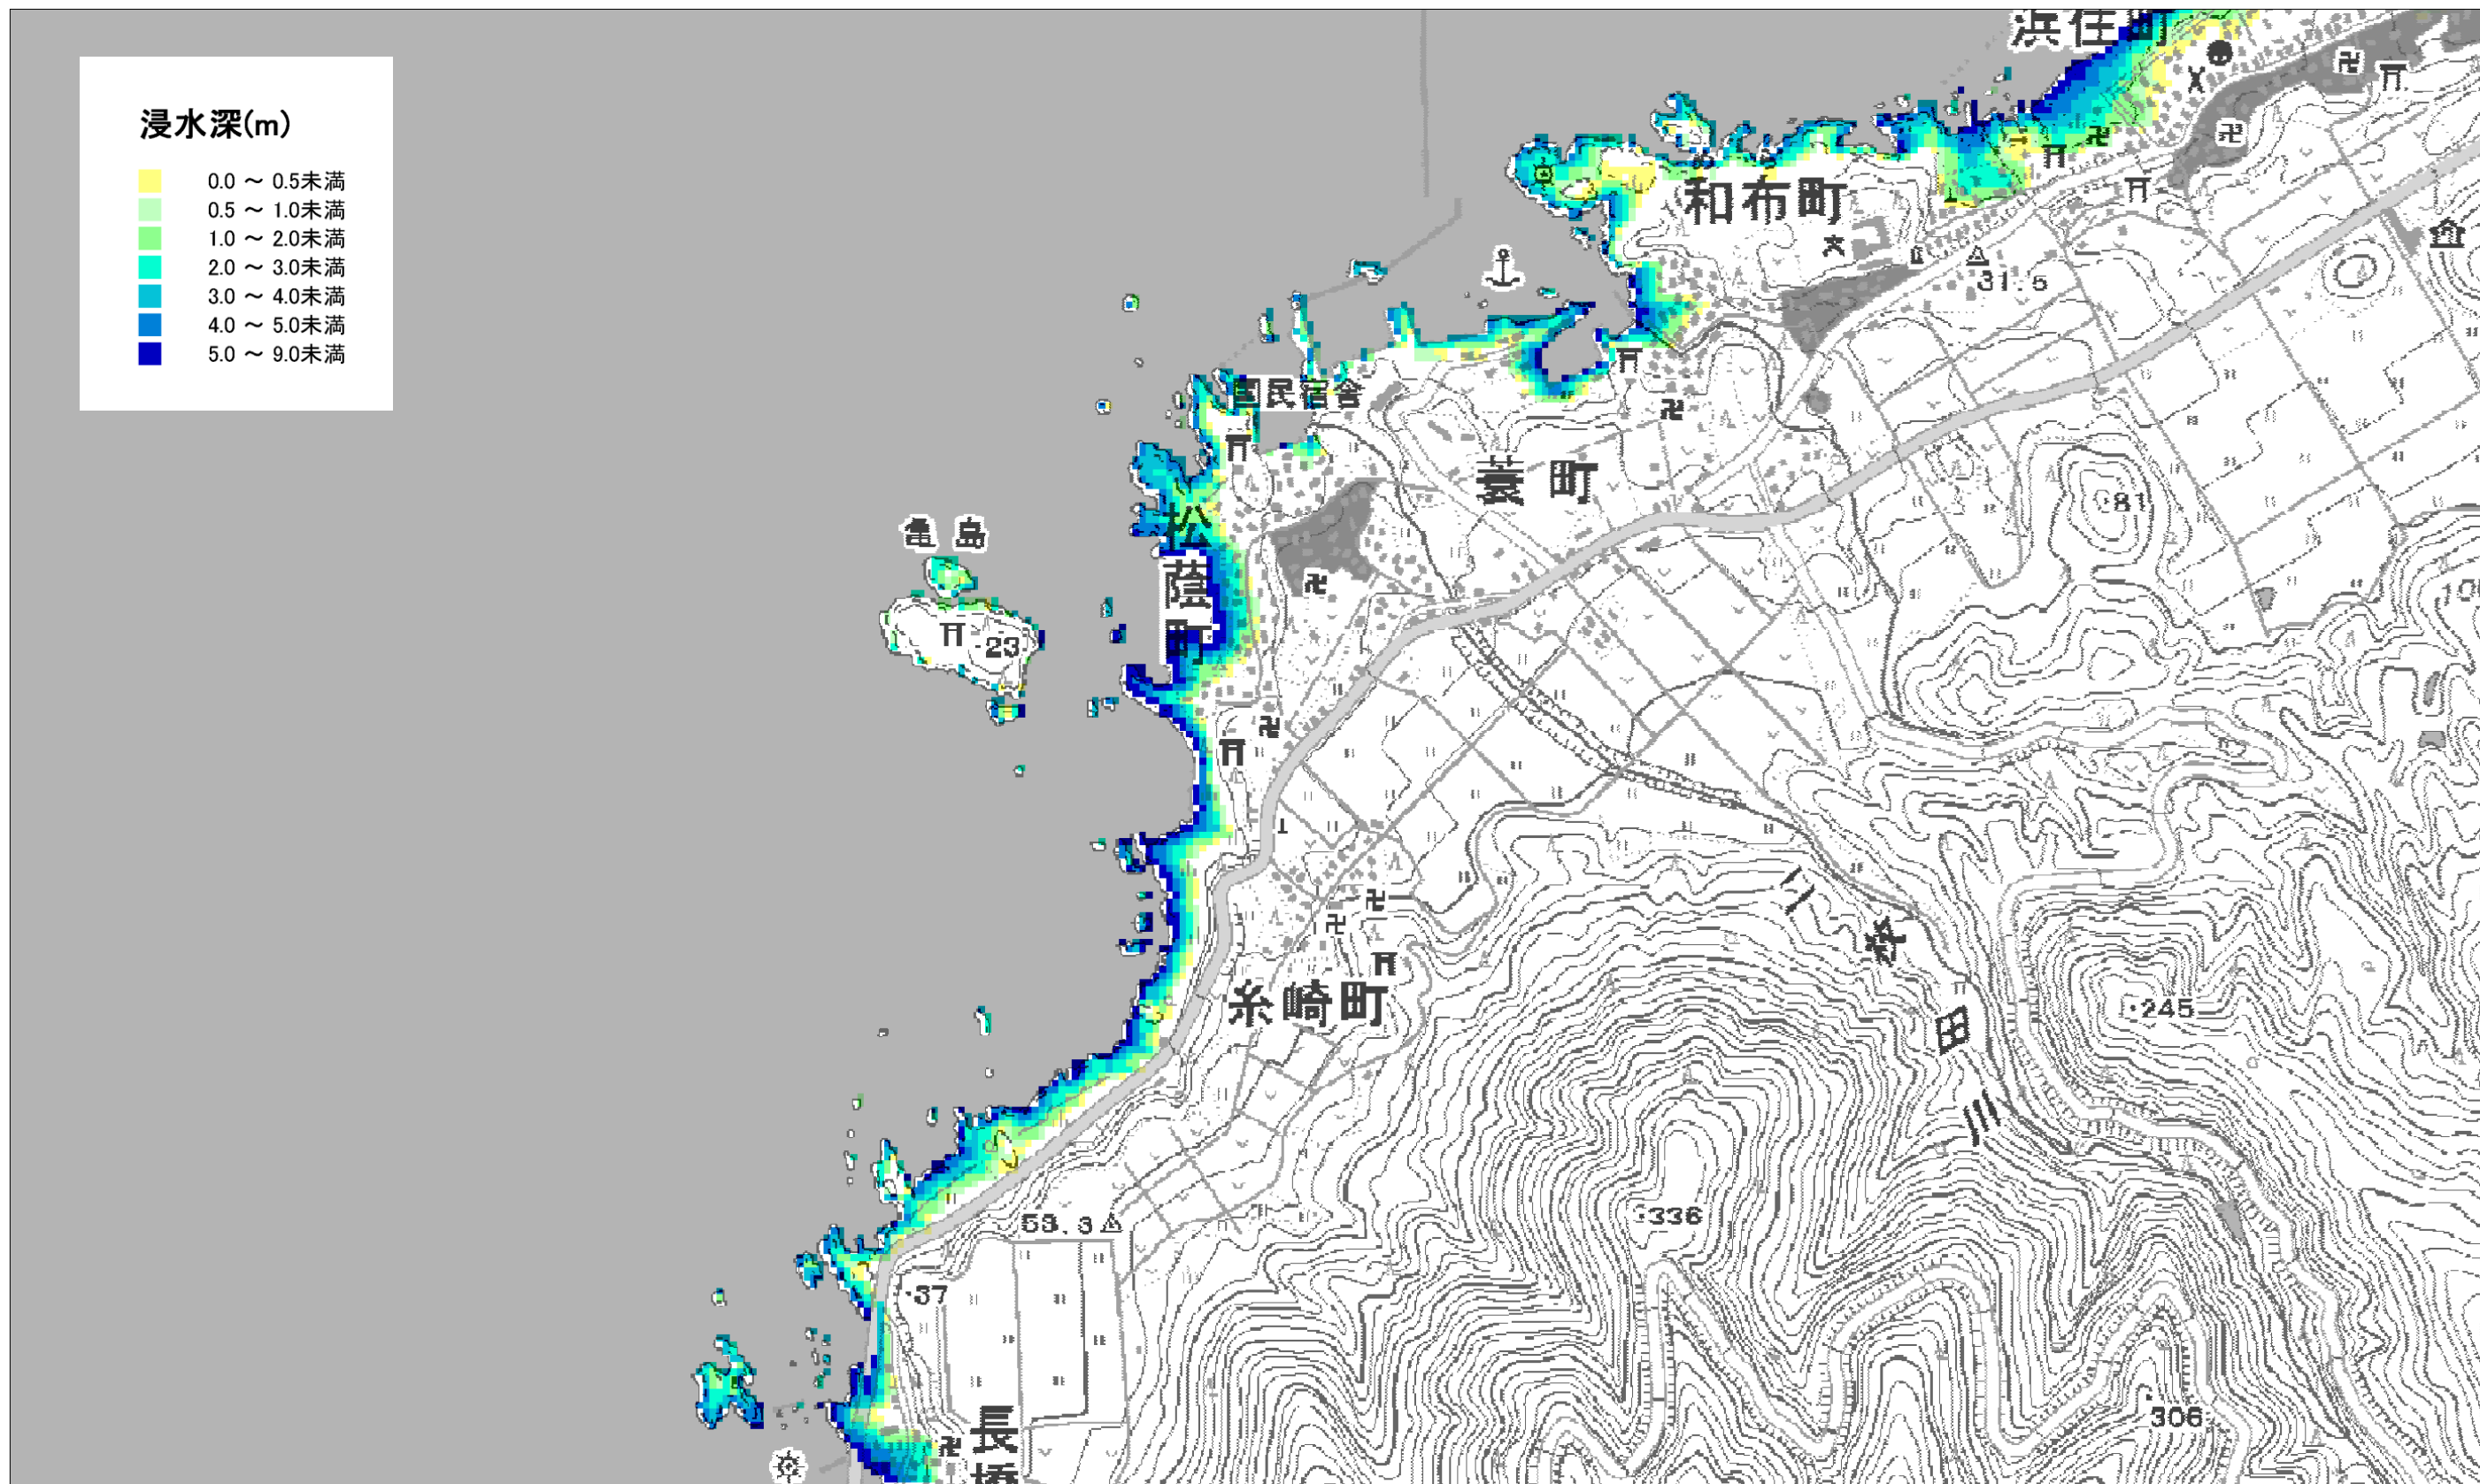 浸水深(m)
0.0 ～ 0.5未満
0.5 ～ 1.0未満
1.0 ～ 2.0未満
2.0 ～ 3.0未満
3.0 ～ 4.0未満
4.0 ～ 5.0未満
5.0 ～ 9.0未満
浜住町
和布町
31.5
国民宿舎
蓑町
松蔭町
亀島
23
81
糸崎町
245
田
川
53.3
336
37
306
長橋